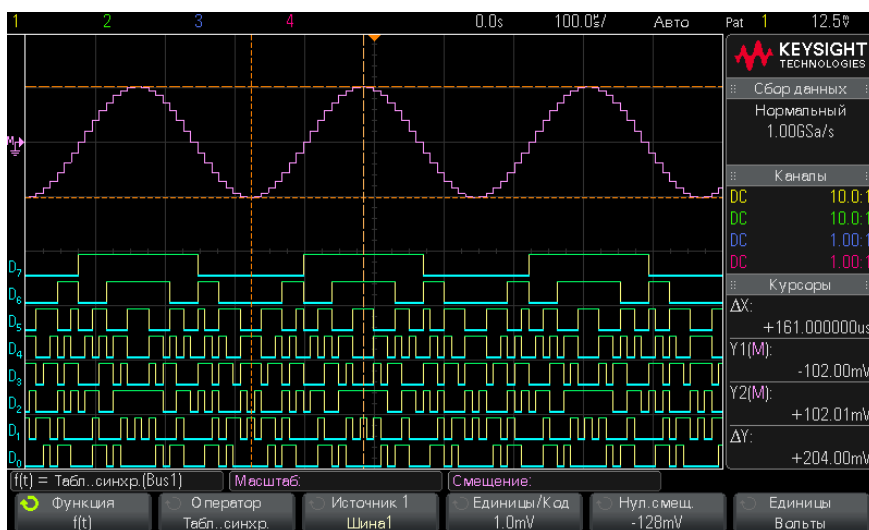 1 2 3 4 0.0s 100.0㎲/ Авто Pat 1 12.5㎷
KEYSIGHT
TECHNOLOGIES
Сбор данных
Нормальный
1.00GSa/s
Каналы
DC 10.0:1
DC 10.0:1
DC 1.00:1
DC 1.00:1
Курсоры
ΔX:
+161.000000us
Y1(M):
-102.00mV
Y2(M):
+102.01mV
ΔY:
+204.00mV
M
D7
D6
D5
D4
D3
D2
D1
D0
f(t) = Табл..синхр.(Bus1) Масштаб: Смещение:
Функция Оператор Источник 1 Единицы/Код Нул.смещ. Единицы
f(t) Табл..синхр. Шина1 1.0mV -128mV Вольты